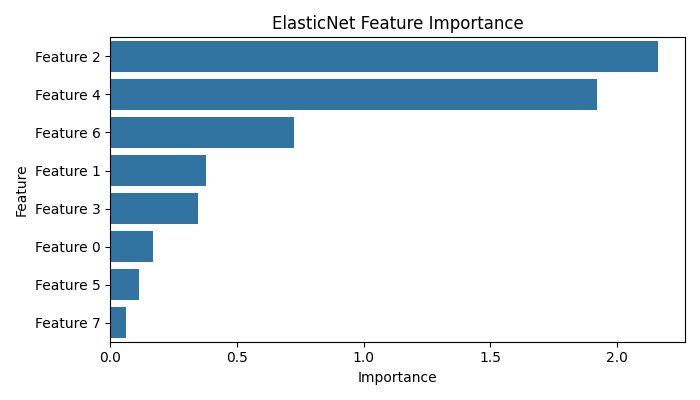 ElasticNet Feature Importance
Feature
Feature 2
Feature 4
Feature 6
Feature 1
Feature 3
Feature 0
Feature 5
Feature 7
0.0 0.5 1.0 1.5 2.0
Importance